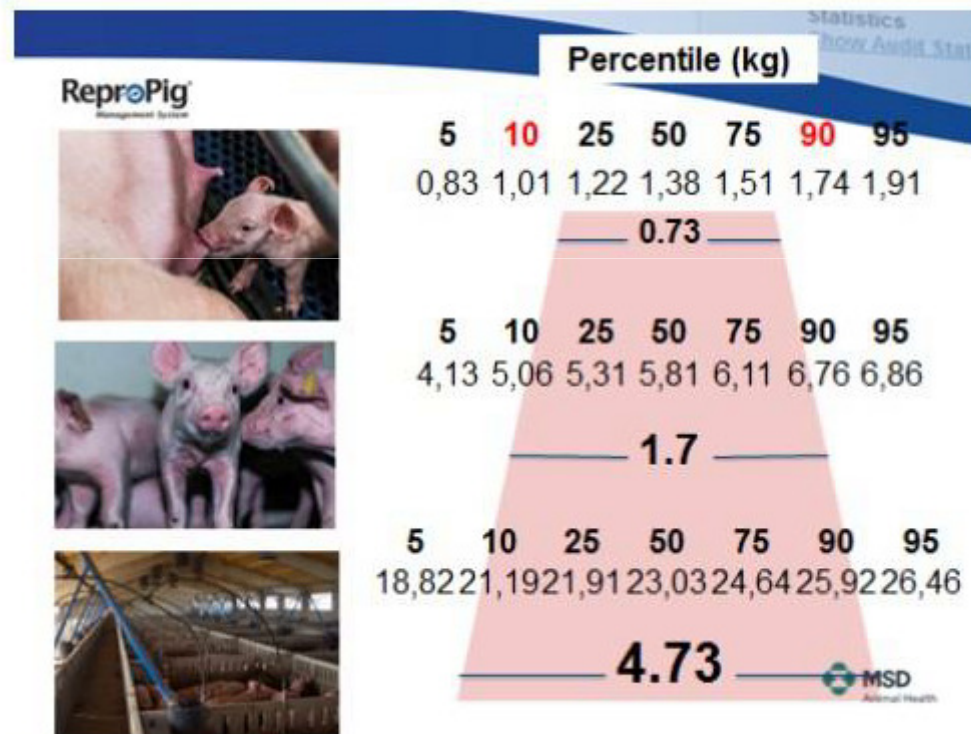 Statistics
Show Audit Stat
Percentile (kg)
ReproPig
Management System
5 10 25 50 75 90 95
0,83 1,01 1,22 1,38 1,51 1,74 1,91
0.73
5 10 25 50 75 90 95
4,13 5,06 5,31 5,81 6,11 6,76 6,86
1.7
5 10 25 50 75 90 95
18,82 21,19 21,91 23,03 24,64 25,92 26,46
4.73
MSD
Animal Health